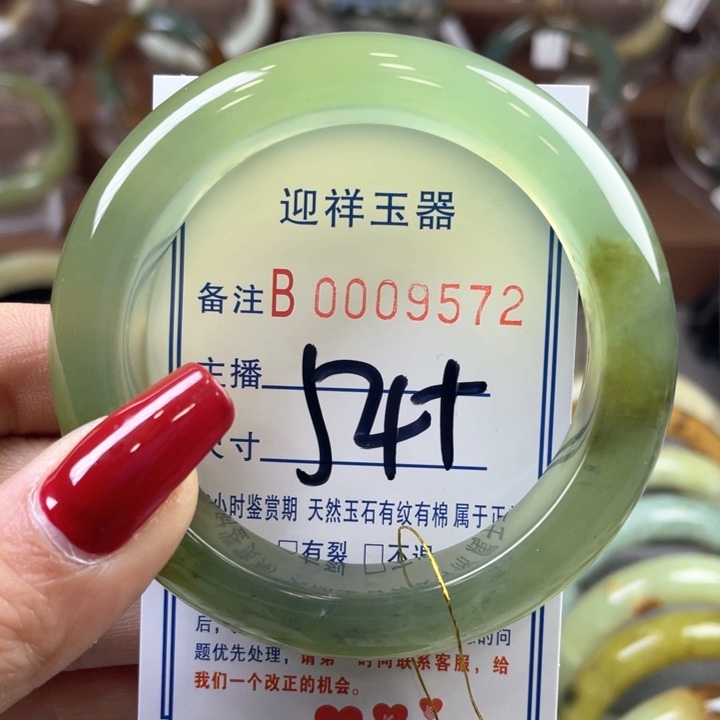 迎祥玉器
备注B 0009572
主播
尺寸
54+
小时鉴赏期 天然玉石有纹有棉 属于正
□有裂 □不退
后,
的问
题优先处理,请第一时间联系客服,给
我们一个改正的机会。